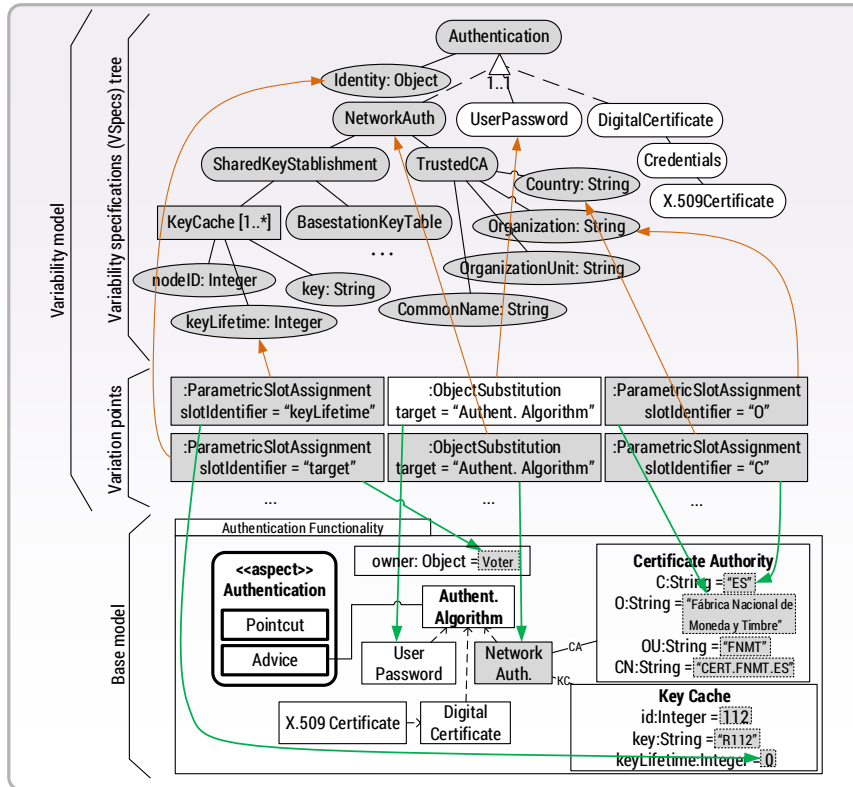 Variability model
Variability specifications (VSpecs) tree
Authentication
1..1
Identity: Object
NetworkAuth
UserPassword
DigitalCertificate
SharedKeyStablishment
TrustedCA
Credentials
Country: String
X.509Certificate
KeyCache [1..*]
BasestationKeyTable
Organization: String
...
OrganizationUnit: String
nodeID: Integer
key: String
CommonName: String
keyLifetime: Integer
Variation points
:ParametricSlotAssignment
slotIdentifier = “keyLifetime”
:ObjectSubstitution
target = “Authent. Algorithm”
:ParametricSlotAssignment
slotIdentifier = “O”
:ParametricSlotAssignment
slotIdentifier = “target”
:ObjectSubstitution
target = “Authent. Algorithm”
:ParametricSlotAssignment
slotIdentifier = “C”
...
...
...
Base model
Authentication Functionality
<<aspect>>
Authentication
Pointcut
Advice
owner: Object = Voter
Authent.
Algorithm
User
Password
Network
Auth.
CA
KC
X.509 Certificate
Digital
Certificate
Certificate Authority
C:String = “ES”
O:String = “Fábrica Nacional de
Moneda y Timbre”
OU:String = “FNMT”
CN:String = “CERT.FNMT.ES”
Key Cache
id:Integer = 112
key:String = “R112”
keyLifetime:Integer = 0